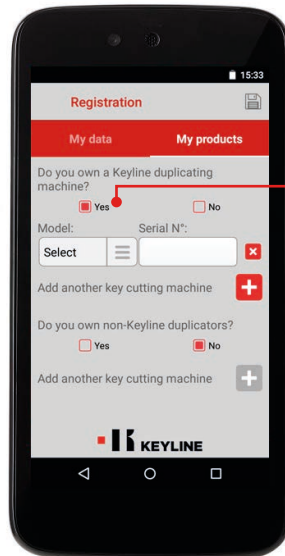 15:33
Registration
My data My products
Do you own a Keyline duplicating
machine?
Yes No
Model: Serial N°:
Select
Add another key cutting machine
Do you own non-Keyline duplicators?
Yes No
Add another key cutting machine
KEYLINE